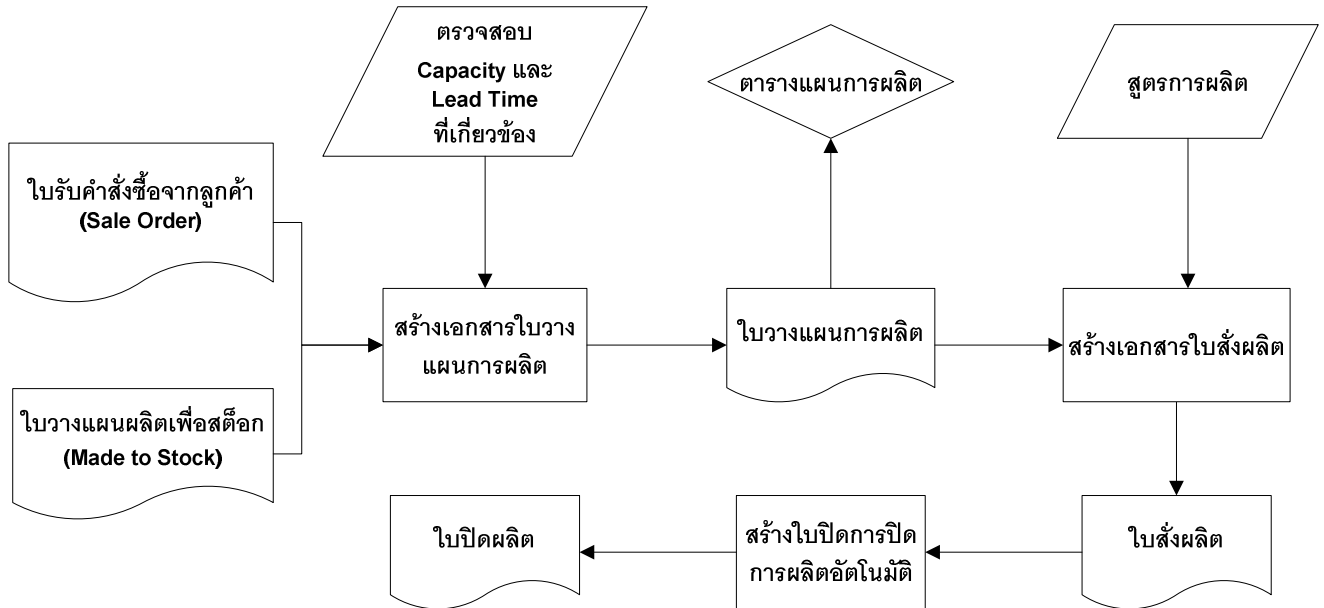 ตรวจสอบ
Capacity และ
Lead Time
ที่เกี่ยวข้อง
ตารางแผนการผลิต
สูตรการผลิต
ใบรับคำสั่งซื้อจากลูกค้า
(Sale Order)
สร้างเอกสารใบวาง
แผนการผลิต
ใบวางแผนการผลิต
สร้างเอกสารใบสั่งผลิต
ใบวางแผนผลิตเพื่อสต็อก
(Made to Stock)
ใบปิดผลิต
สร้างใบปิดการปิด
การผลิตอัตโนมัติ
ใบสั่งผลิต